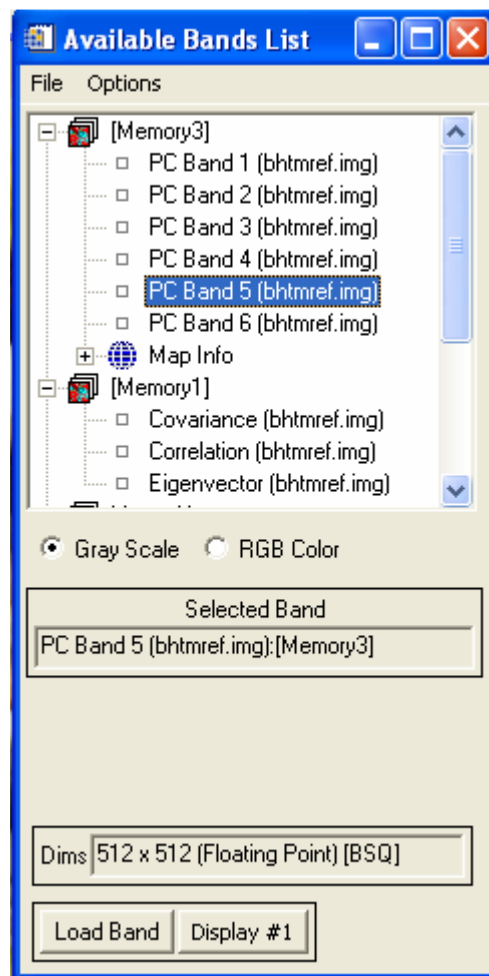 Available Bands List
File Options
[Memory3]
PC Band 1 (bhtmref.img)
PC Band 2 (bhtmref.img)
PC Band 3 (bhtmref.img)
PC Band 4 (bhtmref.img)
PC Band 5 (bhtmref.img)
PC Band 6 (bhtmref.img)
Map Info
[Memory1]
Covariance (bhtmref.img)
Correlation (bhtmref.img)
Eigenvector (bhtmref.img)
Gray Scale RGB Color
Selected Band
PC Band 5 (bhtmref.img):[Memory3]
Dims 512 x 512 (Floating Point) [BSQ]
Load Band Display #1